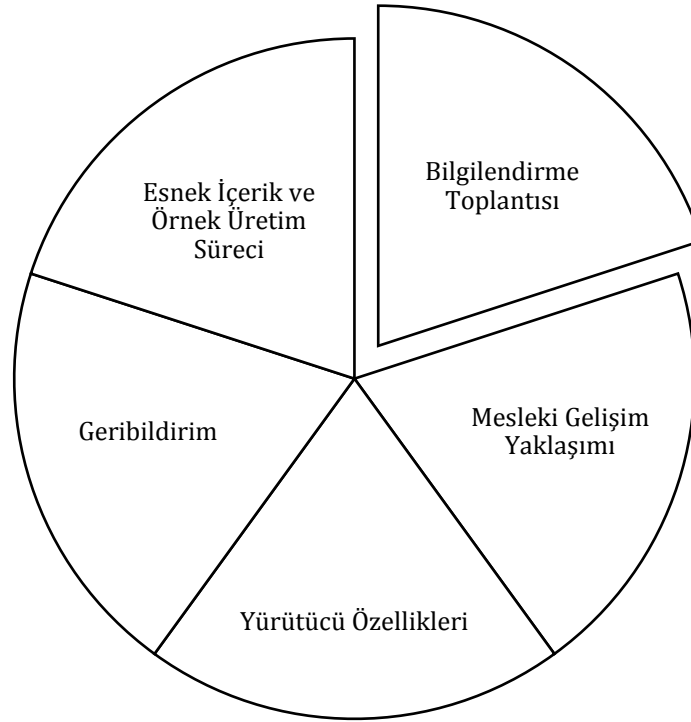 Esnek İçerik ve
Örnek Üretim
Süreci
Bilgilendirme
Toplantısı
Geribildirim
Mesleki Gelişim
Yaklaşımı
Yürütücü Özellikleri